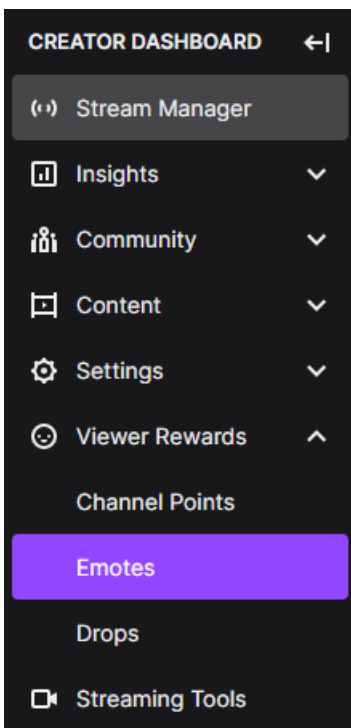 CREATOR DASHBOARD
Stream Manager
Insights
Community
Content
Settings
Viewer Rewards
Channel Points
Emotes
Drops
Streaming Tools